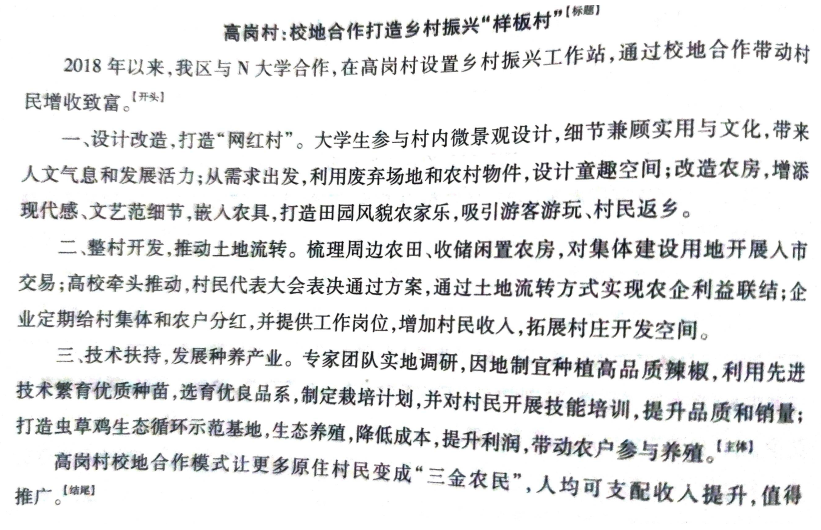 高岗村:校地合作打造乡村振兴“样板村”【标题】
2018年以来,我区与N大学合作,在高岗村设置乡村振兴工作站,通过校地合作带动村
民增收致富。【开头】
一、设计改造,打造“网红村”。大学生参与村内微景观设计,细节兼顾实用与文化,带来
人文气息和发展活力;从需求出发,利用废弃场地和农村物件,设计童趣空间;改造农房,增添
现代感、文艺范细节,嵌入农具,打造田园风貌农家乐,吸引游客游玩、村民返乡。
二、整村开发,推动土地流转。梳理周边农田、收储闲置农房,对集体建设用地开展入市
交易;高校牵头推动,村民代表大会表决通过方案,通过土地流转方式实现农企利益联结;企
业定期给村集体和农户分红,并提供工作岗位,增加村民收入,拓展村庄开发空间。
三、技术扶持,发展种养产业。专家团队实地调研,因地制宜种植高品质辣椒,利用先进
技术繁育优质种苗,选育优良品系,制定栽培计划,并对村民开展技能培训,提升品质和销量;
打造虫草鸡生态循环示范基地,生态养殖,降低成本,提升利润,带动农户参与养殖。【主体】
高岗村校地合作模式让更多原住村民变成“三金农民”,人均可支配收入提升,值得
推广。【结尾】